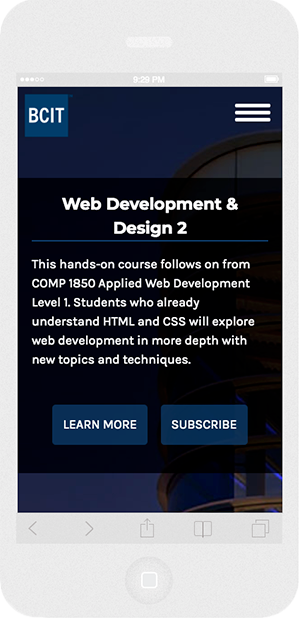 9:29 PM
BCIT
Web Development &
Design 2
This hands-on course follows on from
COMP 1850 Applied Web Development
Level 1. Students who already
understand HTML and CSS will explore
web development in more depth with
new topics and techniques.
LEARN MORE SUBSCRIBE